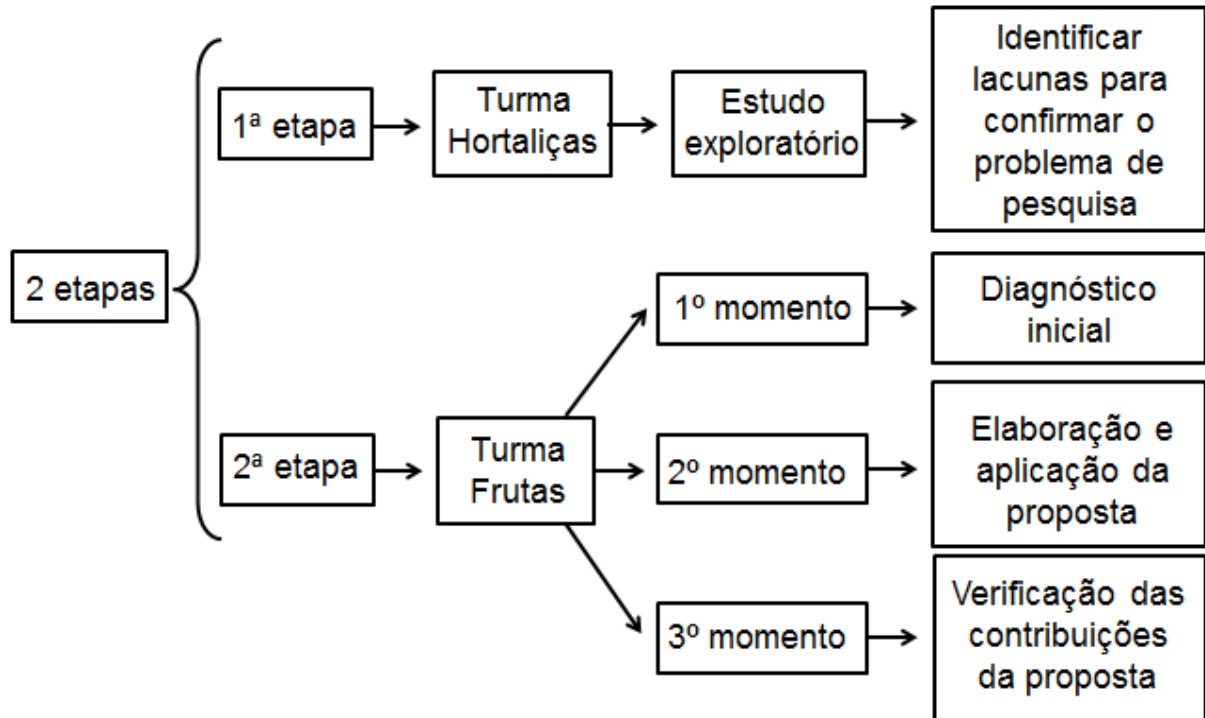 2 etapas
1ª etapa
Turma
Hortaliças
Estudo
exploratório
Identificar
lacunas para
confirmar o
problema de
pesquisa
2ª etapa
Turma
Frutas
1º momento
Diagnóstico
inicial
2º momento
Elaboração e
aplicação da
proposta
3º momento
Verificação das
contribuições
da proposta